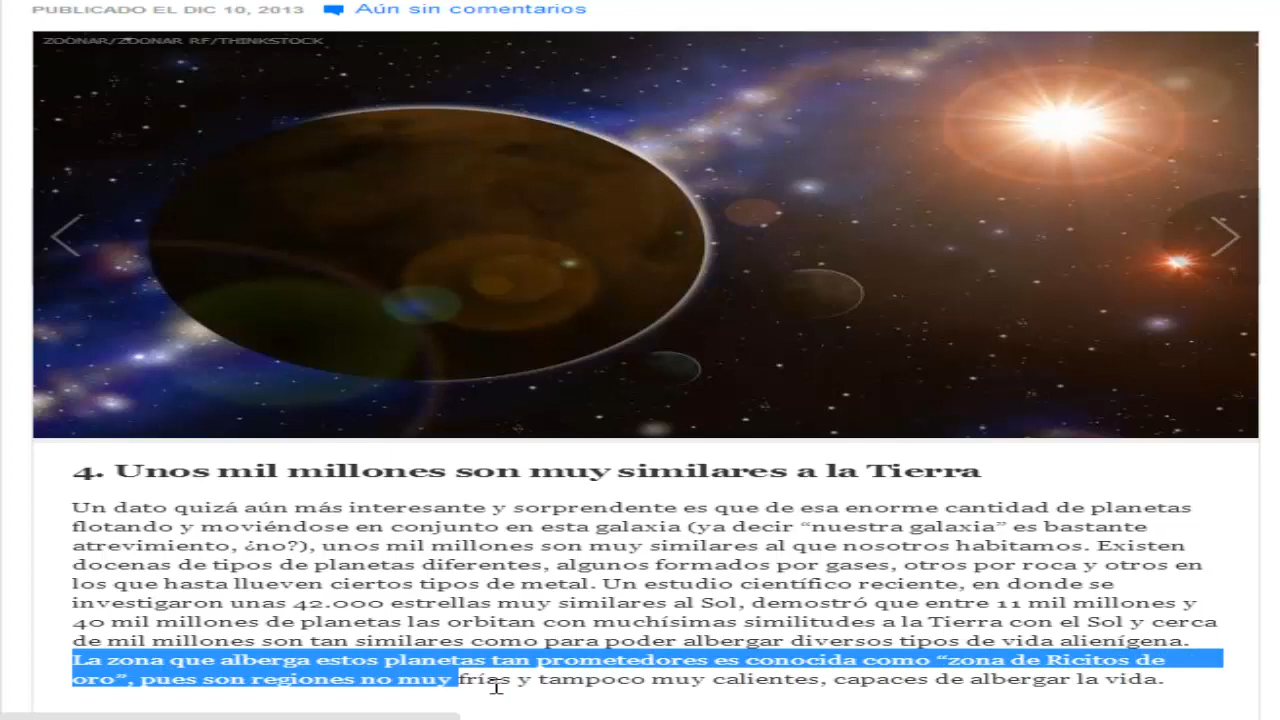 PUBLICADO EL DIC 10, 2013 Aún sin comentarios
ZOONAR/ZOONAR RF/THINKSTOCK
4. Unos mil millones son muy similares a la Tierra
Un dato quizá aún más interesante y sorprendente es que de esa enorme cantidad de planetas
flotando y moviéndose en conjunto en esta galaxia (ya decir “nuestra galaxia” es bastante
atrevimiento, ¿no?), unos mil millones son muy similares al que nosotros habitamos. Existen
docenas de tipos de planetas diferentes, algunos formados por gases, otros por roca y otros en
los que hasta llueven ciertos tipos de metal. Un estudio científico reciente, en donde se
investigaron unas 42.000 estrellas muy similares al Sol, demostró que entre 11 mil millones y
40 mil millones de planetas las orbitan con muchísimas similitudes a la Tierra con el Sol y cerca
de mil millones son tan similares como para poder albergar diversos tipos de vida alienígena.
La zona que alberga estos planetas tan prometedores es conocida como “zona de Ricitos de
oro”, pues son regiones no muy frías y tampoco muy calientes, capaces de albergar la vida.